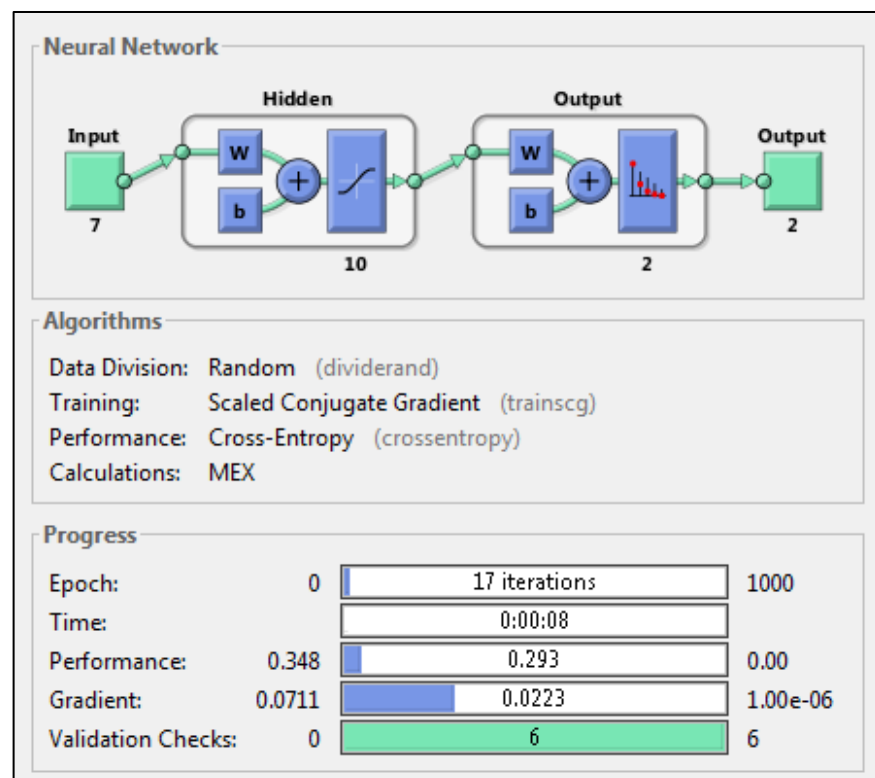 Neural Network
Hidden Output
Input Output
W W
b b
7 2
10 2
Algorithms
Data Division: Random (dividerand)
Training: Scaled Conjugate Gradient (trainscg)
Performance: Cross-Entropy (crossentropy)
Calculations: MEX
Progress
Epoch: 0 17 iterations 1000
Time: 0:00:08
Performance: 0.348 0.293 0.00
Gradient: 0.0711 0.0223 1.00e-06
Validation Checks: 0 6 6